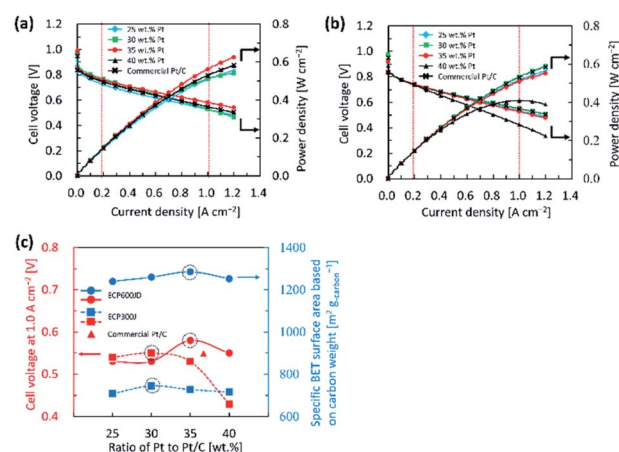 (a)
25 wt.% Pt
30 wt.% Pt
35 wt.% Pt
40 wt.% Pt
Commercial Pt/C
Cell voltage [V]
1.2
1.0
0.8
0.6
0.4
0.2
0.0
0.8
0.6
0.4
0.2
0.0
Power density [W cm⁻²]
0.0 0.2 0.4 0.6 0.8 1.0 1.2 1.4
Current density [A cm⁻²]
(b)
25 wt.% Pt
30 wt.% Pt
35 wt.% Pt
40 wt.% Pt
Commercial Pt/C
Cell voltage [V]
1.2
1.0
0.8
0.6
0.4
0.2
0.0
0.8
0.6
0.4
0.2
0.0
Power density [W cm⁻²]
0.0 0.2 0.4 0.6 0.8 1.0 1.2 1.4
Current density [A cm⁻²]
(c)
Cell voltage at 1.0 A cm⁻² [V]
0.8
0.7
0.6
0.5
0.4
ECP600JD
ECP300J
Commercial Pt/C
1400
1200
1000
800
600
Specific BET surface area based
on carbon weight [m² g-carbon⁻¹]
25 30 35 40
Ratio of Pt to Pt/C [wt.%]